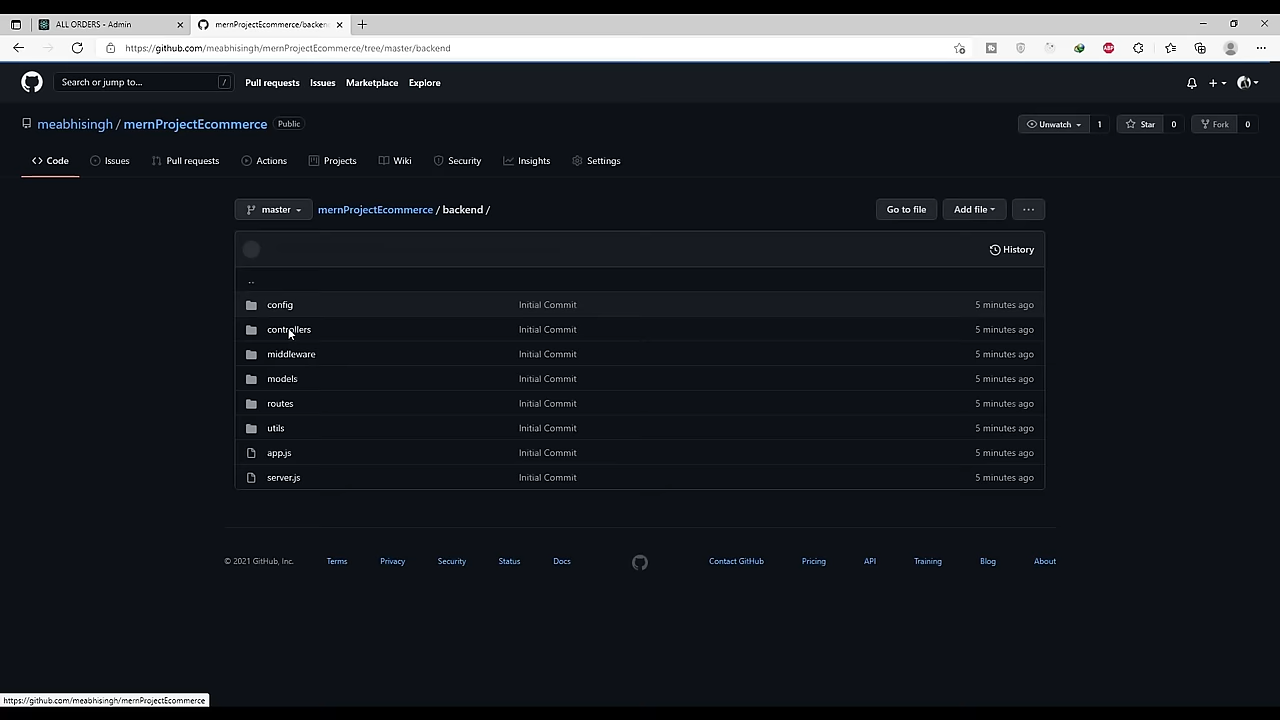 ALL ORDERS - Admin
mernProjectEcommerce/backend
https://github.com/meabhisingh/mernProjectEcommerce/tree/master/backend
ABP
Search or jump to... /
Pull requests Issues Marketplace Explore
meabhisingh / mernProjectEcommerce Public
Unwatch 1 Star 0 Fork 0
<> Code Issues Pull requests Actions Projects Wiki Security Insights Settings
master mernProjectEcommerce / backend / Go to file Add file ...
History
..
config Initial Commit 5 minutes ago
controllers Initial Commit 5 minutes ago
middleware Initial Commit 5 minutes ago
models Initial Commit 5 minutes ago
routes Initial Commit 5 minutes ago
utils Initial Commit 5 minutes ago
app.js Initial Commit 5 minutes ago
server.js Initial Commit 5 minutes ago
© 2021 GitHub, Inc. Terms Privacy Security Status Docs Contact GitHub Pricing API Training Blog About
https://github.com/meabhisingh/mernProjectEcommerce